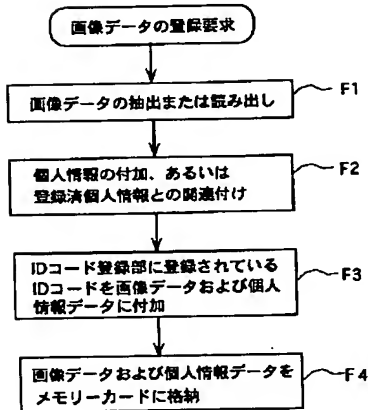 画像データの登録要求
画像データの抽出または読み出し
F1
個人情報の付加、あるいは
登録済個人情報との関連付け
F2
IDコード登録部に登録されている
IDコードを画像データおよび個人
情報データに付加
F3
画像データおよび個人情報データを
メモリーカードに格納
F4